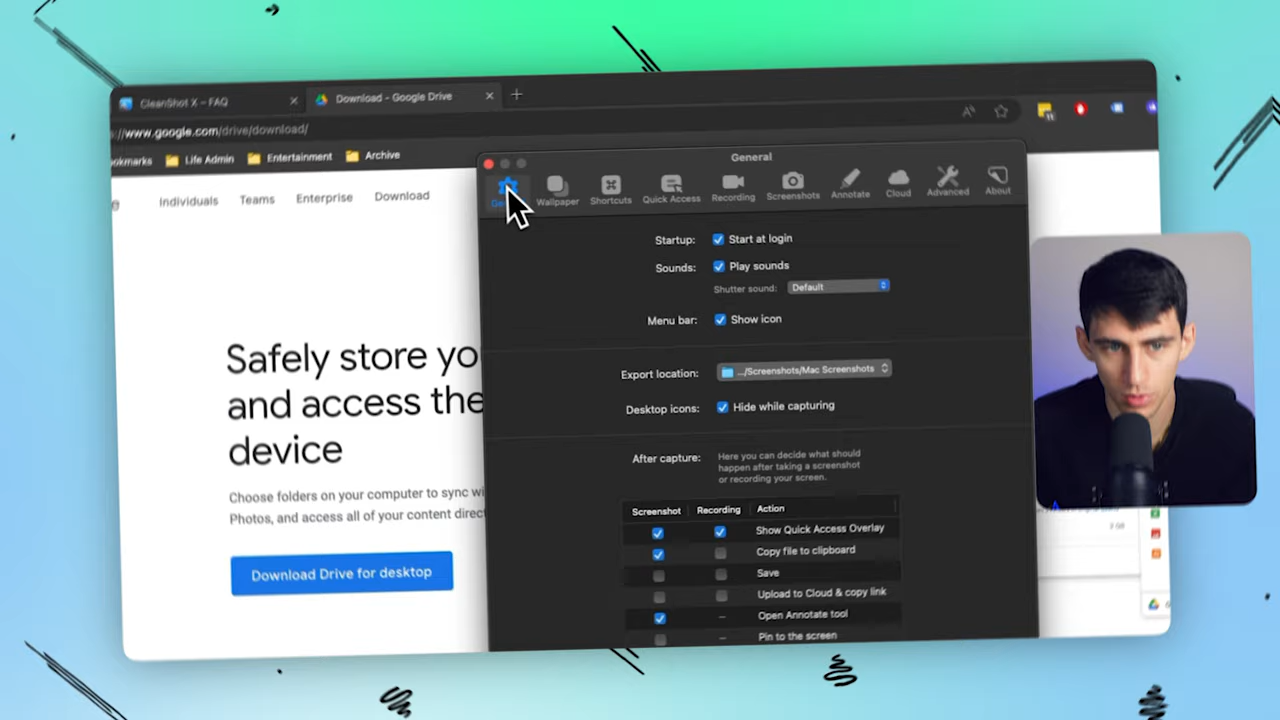 CleanShot X – FAQ
Download - Google Drive
://www.google.com/drive/download/
ookmarks
Life Admin
Entertainment
Archive
General
Wallpaper
Shortcuts
Quick Access
Recording
Screenshots
Annotate
Cloud
Advanced
About
Individuals
Teams
Enterprise
Download
Startup:
Start at login
Sounds:
Play sounds
Shutter sound:
Default
Menu bar:
Show icon
Export location:
.../Screenshots/Mac Screenshots
Desktop icons:
Hide while capturing
After capture:
Here you can decide what should
happen after taking a screenshot
or recording your screen.
Screenshot
Recording
Action
Show Quick Access Overlay
Copy file to clipboard
Save
Upload to Cloud & copy link
Open Annotate tool
Pin to the screen
Safely store yo
and access the
device
Choose folders on your computer to sync wi
Photos, and access all of your content direc
Download Drive for desktop